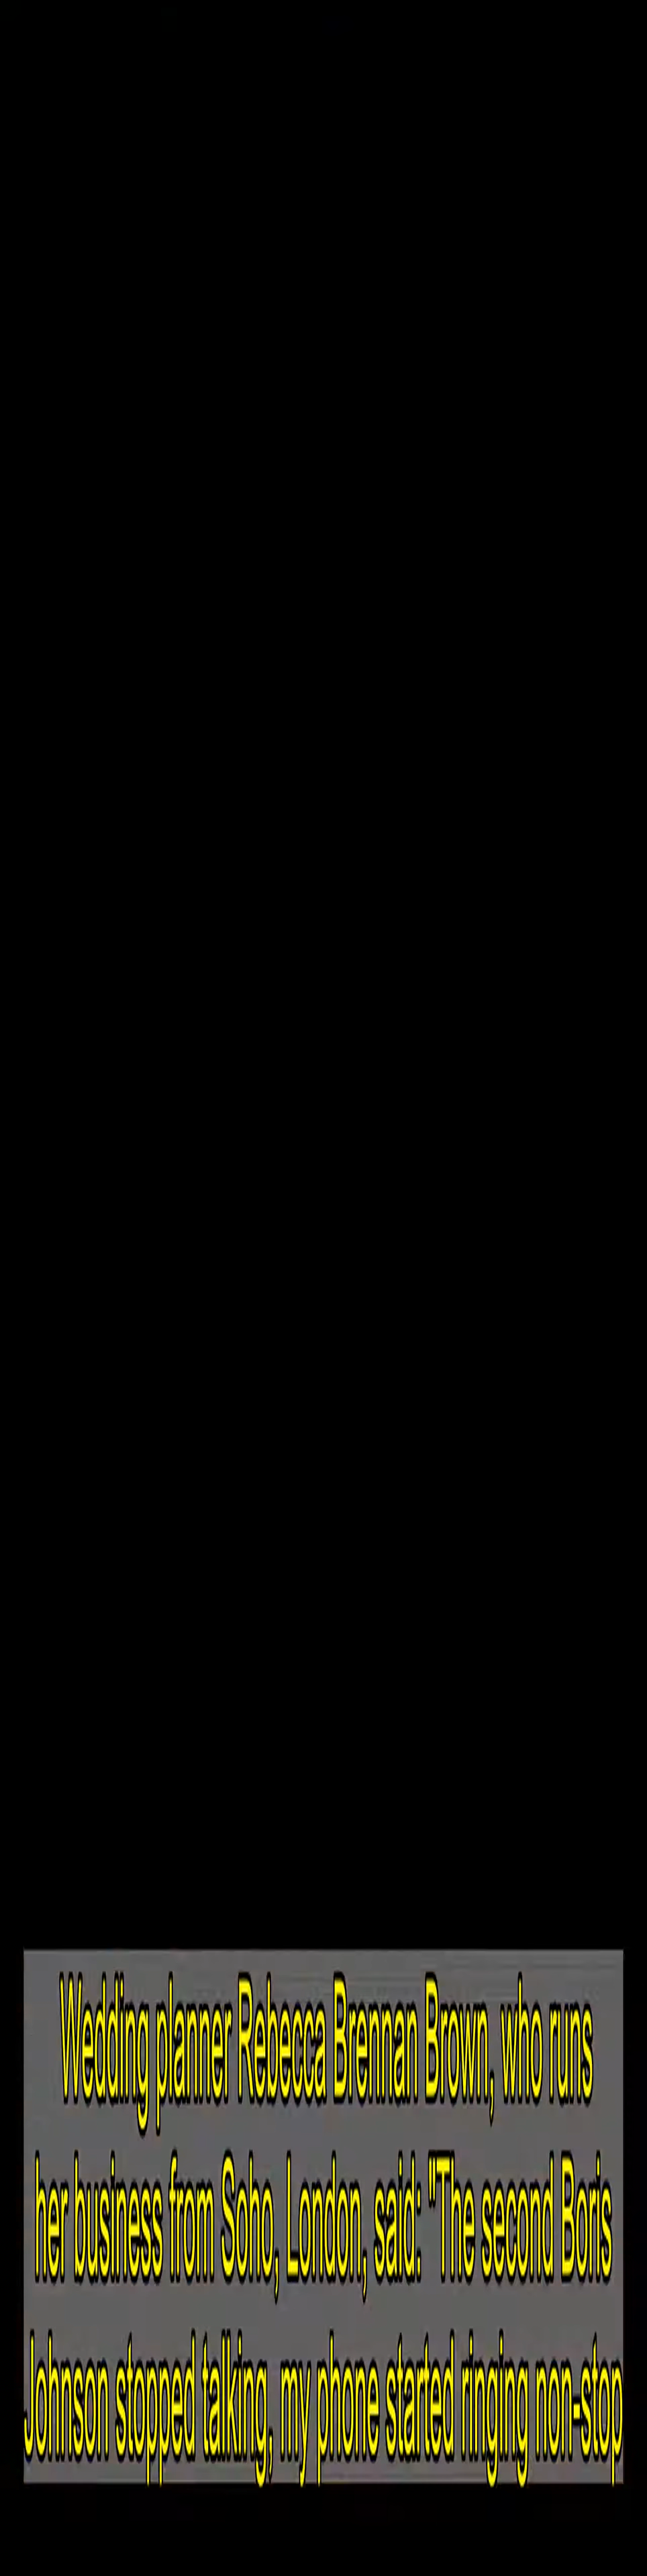 Wedding planner Rebecca Brennan Brown, who runs
her business from Soho, London, said: "The second Boris
Johnson stopped talking, my phone started ringing non-stop